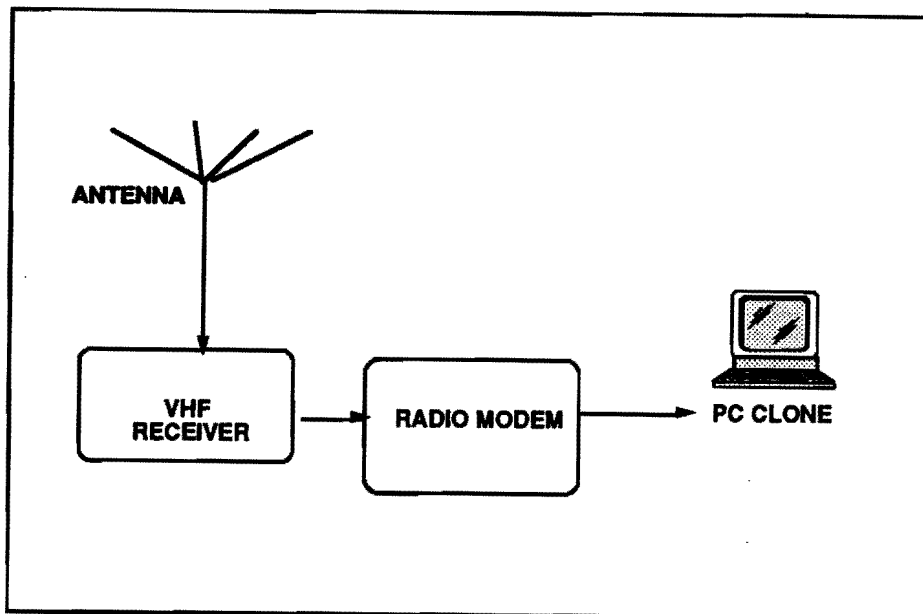 ANTENNA
VHF
RECEIVER
RADIO MODEM
PC CLONE